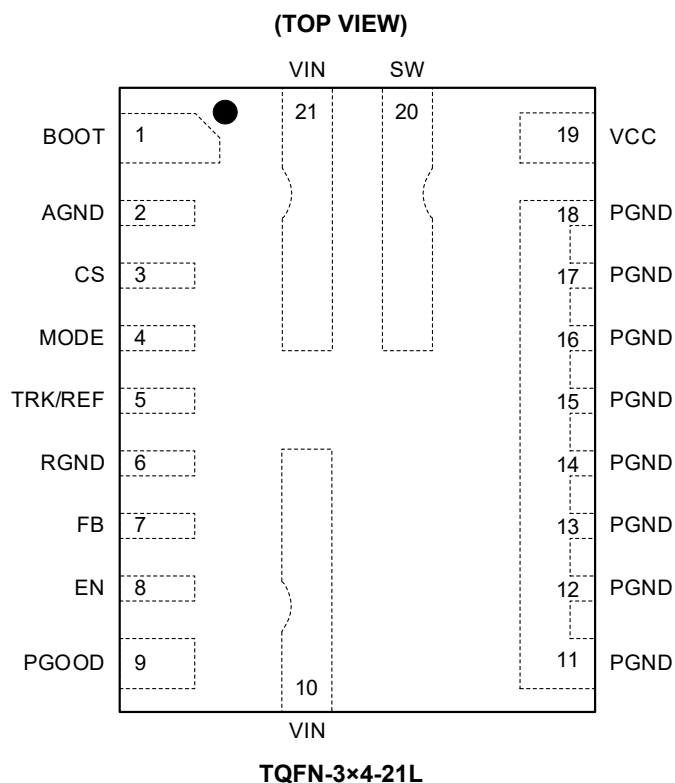 (TOP VIEW)
VIN SW
21 20
BOOT 1 19 VCC
AGND 2 18 PGND
CS 3 17 PGND
MODE 4 16 PGND
TRK/REF 5 15 PGND
RGND 6 14 PGND
FB 7 13 PGND
EN 8 12 PGND
PGOOD 9 11 PGND
10
VIN
TQFN-3×4-21L